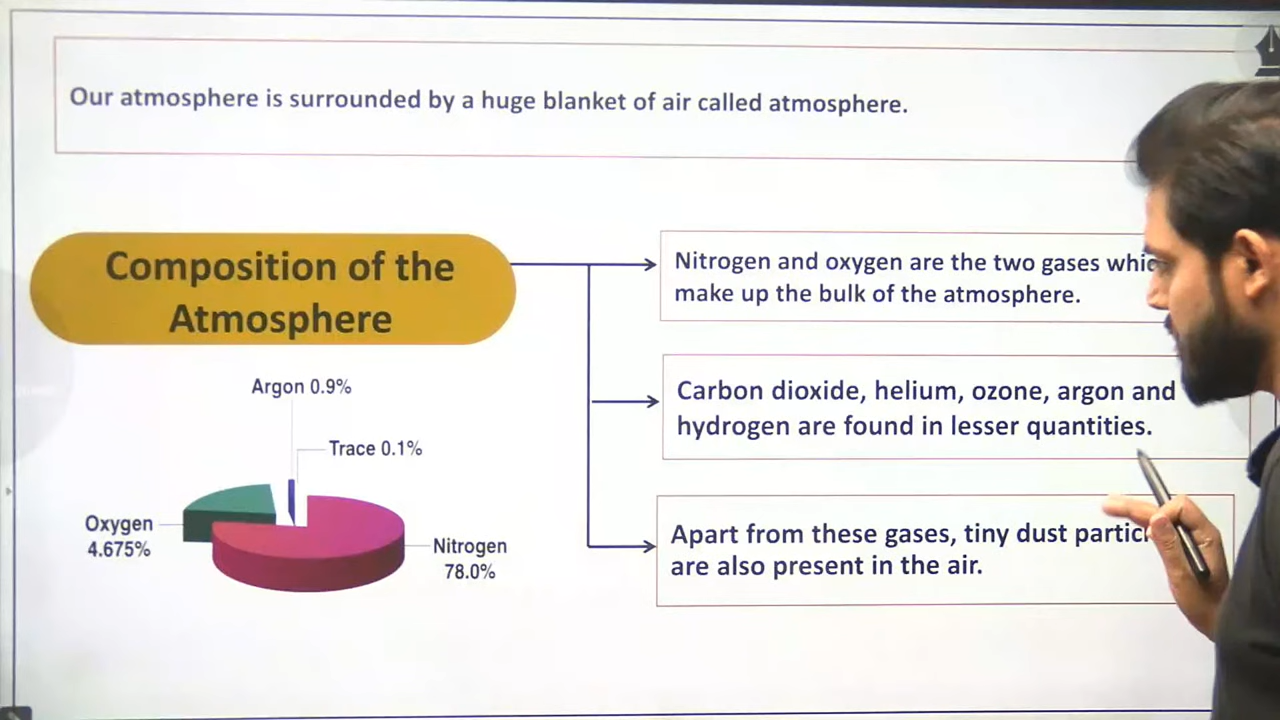 Our atmosphere is surrounded by a huge blanket of air called atmosphere.
Composition of the
Atmosphere
Nitrogen and oxygen are the two gases whic
make up the bulk of the atmosphere.
Carbon dioxide, helium, ozone, argon and
hydrogen are found in lesser quantities.
Apart from these gases, tiny dust partic
are also present in the air.
Argon 0.9%
Trace 0.1%
Oxygen
4.675%
Nitrogen
78.0%